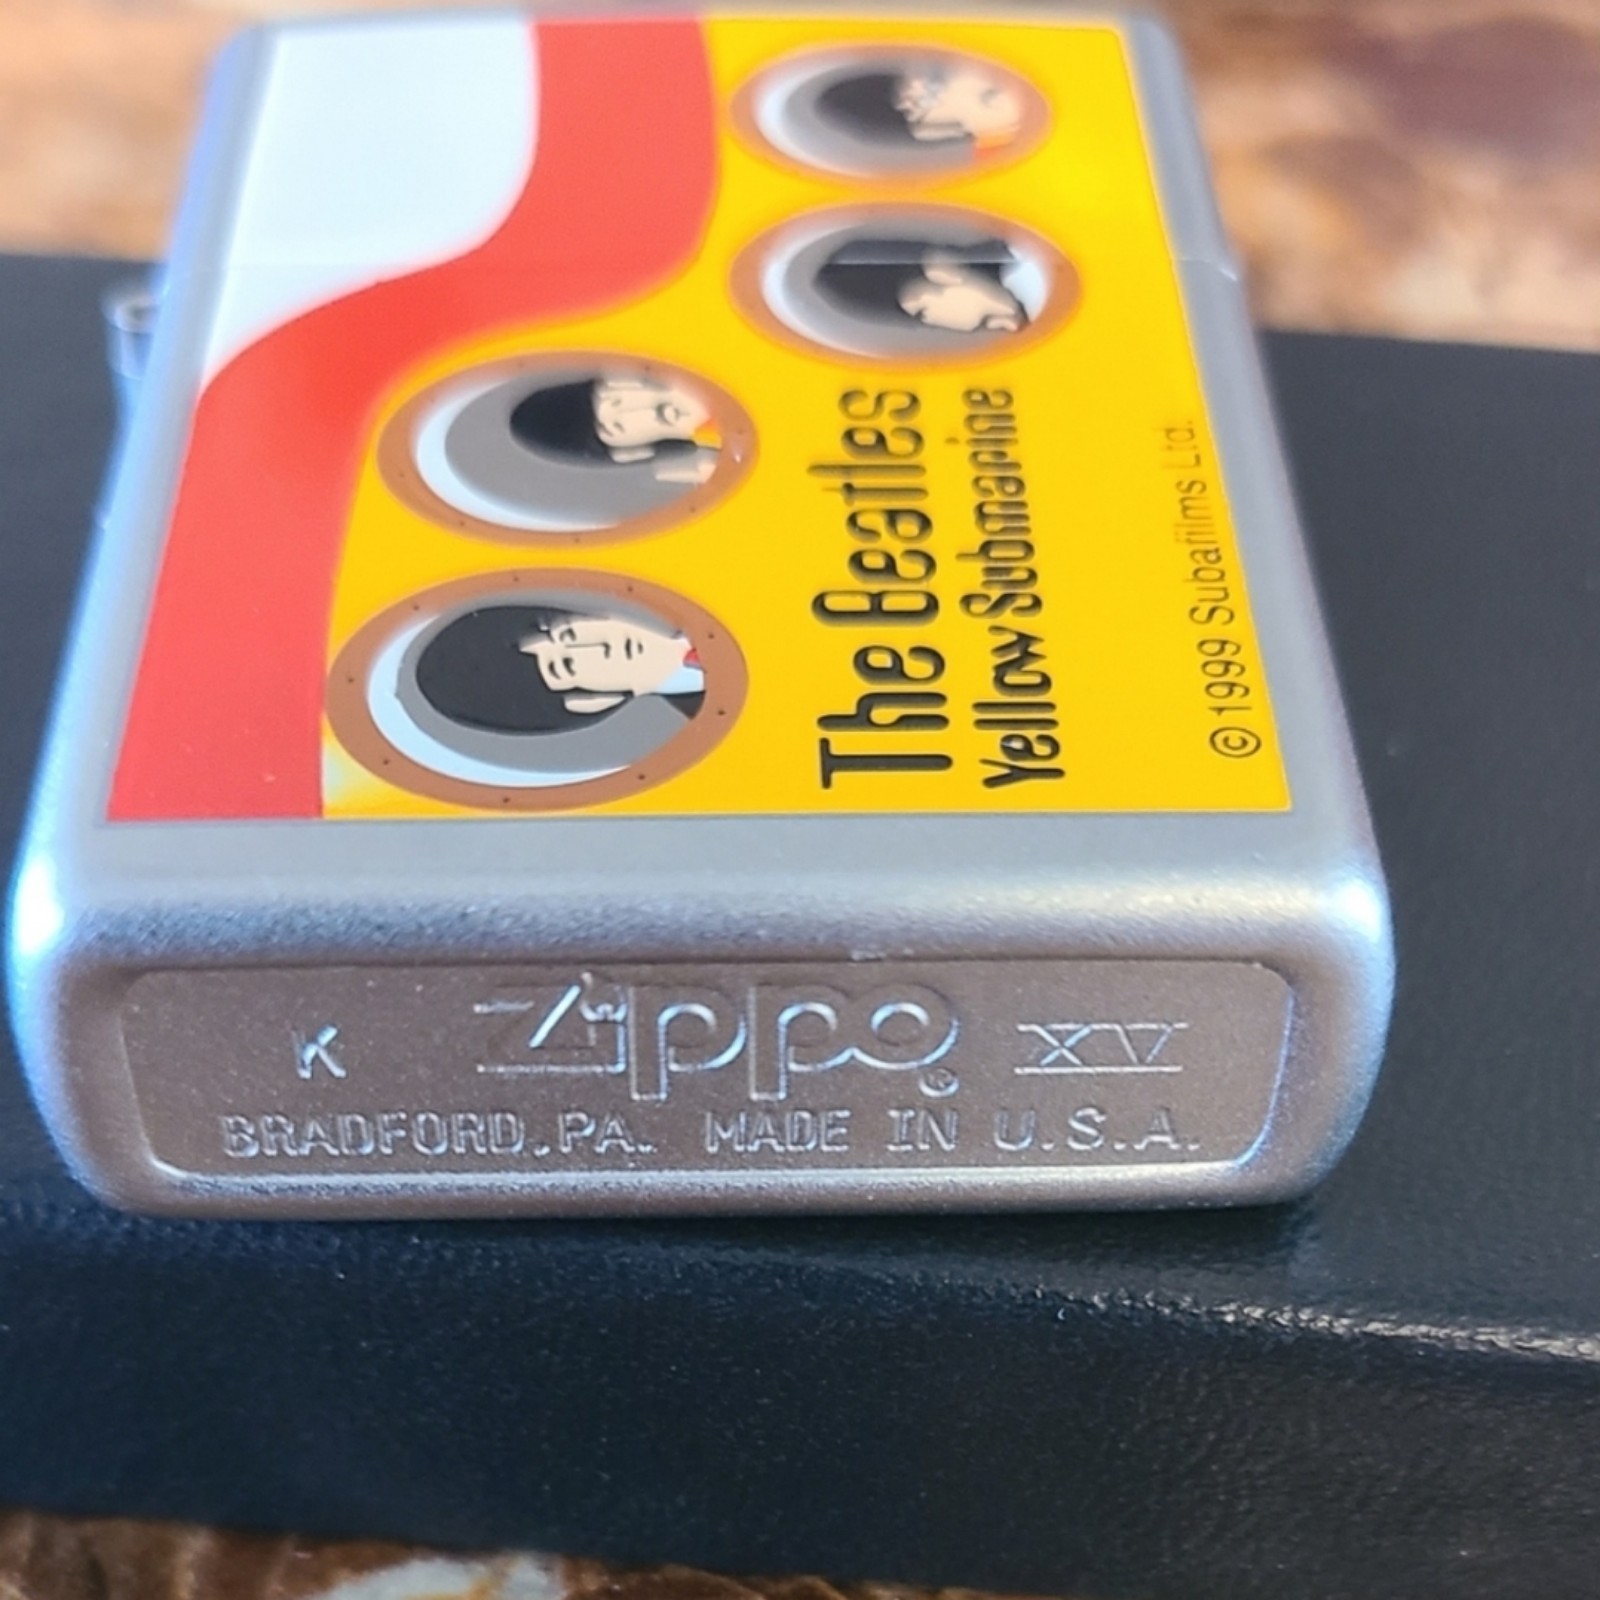 The Beatles
Yellow Submarine
© 1999 Subafilms Ltd.
K Zippo ® XV
BRADFORD, PA. MADE IN U.S.A.